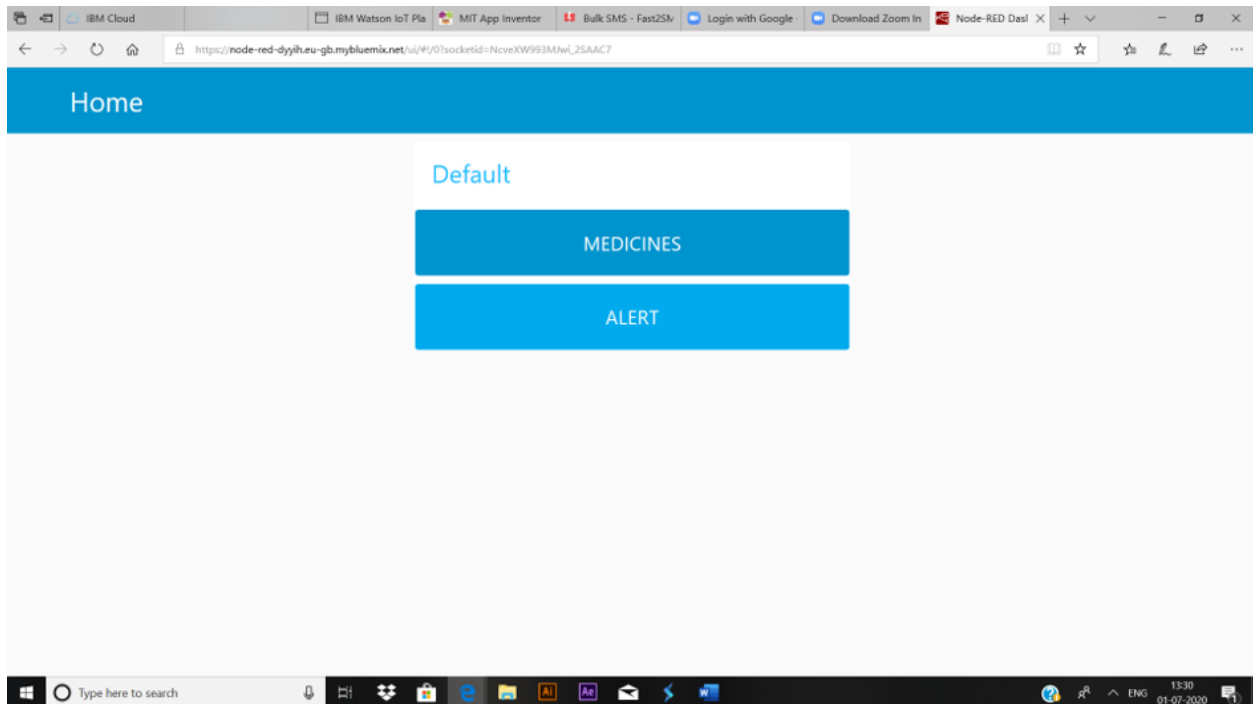 IBM Cloud
IBM Watson IoT Pla
MIT App Inventor
Bulk SMS - Fast2SM
Login with Google
Download Zoom In
Node-RED Dasl
https://node-red-dyyih.eu-gb.mybluemix.net/ui/#!/0?socketid=NcveXW993MJwi_2SAAC7
Home
Default
MEDICINES
ALERT
Type here to search
Ai
Ae
ENG
13:30
01-07-2020